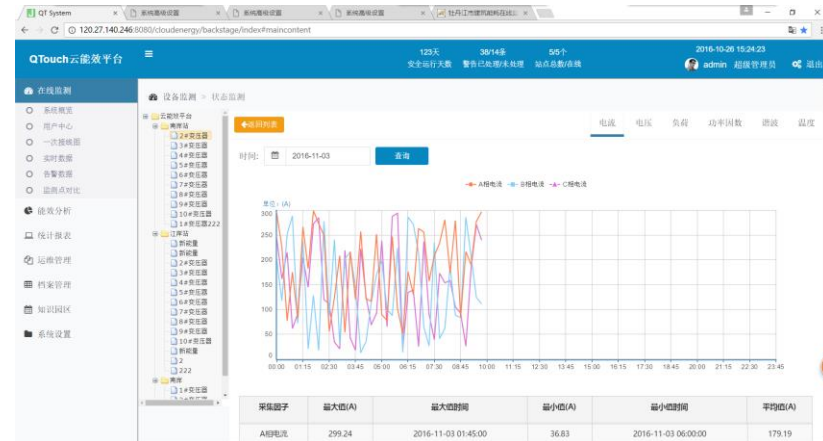 QT System
系统高级设置
系统高级设置
系统高级设置
牡丹江市建筑能耗在线监
120.27.140.246:8080/cloudenergy/backstage/index#maincontent
QTouch云能效平台
123天
安全运行天数
38/14条
警告已处理/未处理
5/5个
站点总数/在线
2016-10-26 15:24:23
admin 超级管理员
退出
在线监测
系统概览
用户中心
一次接线图
实时数据
告警数据
监测点对比
能效分析
统计报表
运维管理
档案管理
知识园区
系统设置
设备监测 > 状态监测
云能效平台
南岸站
2#变压器
3#变压器
4#变压器
5#变压器
6#变压器
7#变压器
8#变压器
9#变压器
10#变压器
1#变压器222
江岸站
新能量
新能量
2#变压器
3#变压器
4#变压器
5#变压器
6#变压器
7#变压器
8#变压器
9#变压器
10#变压器
新能量
2
222
南岸
1#变压器
返回列表
电流 电压 负荷 功率因数 谐波 温度
时间: 2016-11-03 查询
A相电流 B相电流 C相电流
单位: (A)
300
250
200
150
100
50
0
00:00 01:15 02:30 03:45 05:00 06:15 07:30 08:45 10:00 11:15 12:30 13:45 15:00 16:15 17:30 18:45 20:00 21:15 22:30 23:45
采集因子 最大值(A) 最大值时间 最小值(A) 最小值时间 平均值(A)
A相电流 299.24 2016-11-03 01:45:00 36.83 2016-11-03 06:00:00 179.19